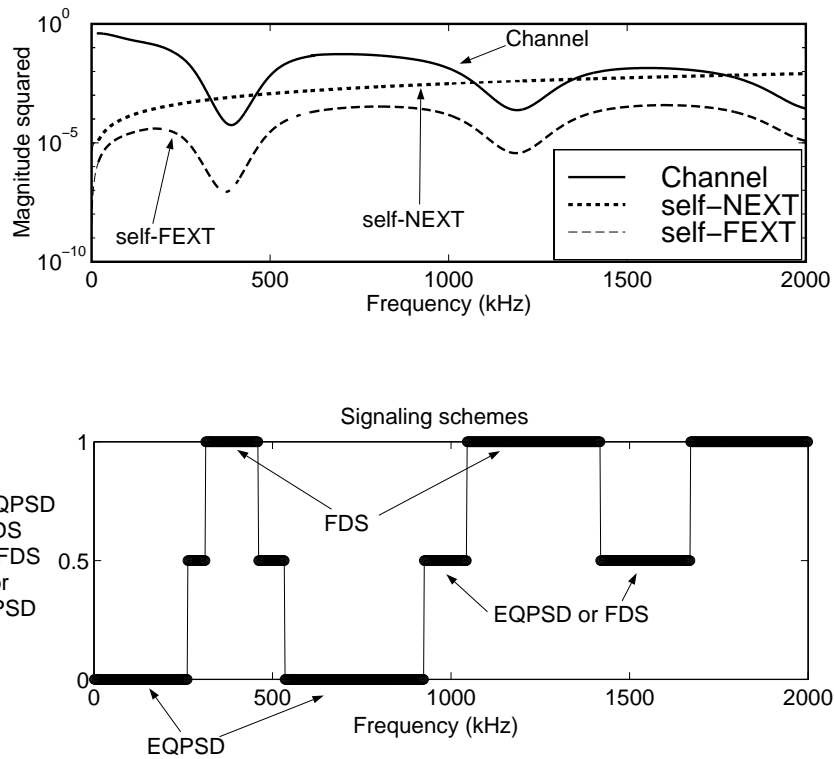 10^0
10^-5
10^-10
Magnitude squared
Channel
self-FEXT
self-NEXT
Channel
self-NEXT
self-FEXT
0
500
1000
1500
2000
Frequency (kHz)
Signaling schemes
1
0.5
0
FDS
EQPSD or FDS
EQPSD
0
500
1000
1500
2000
Frequency (kHz)
FDS